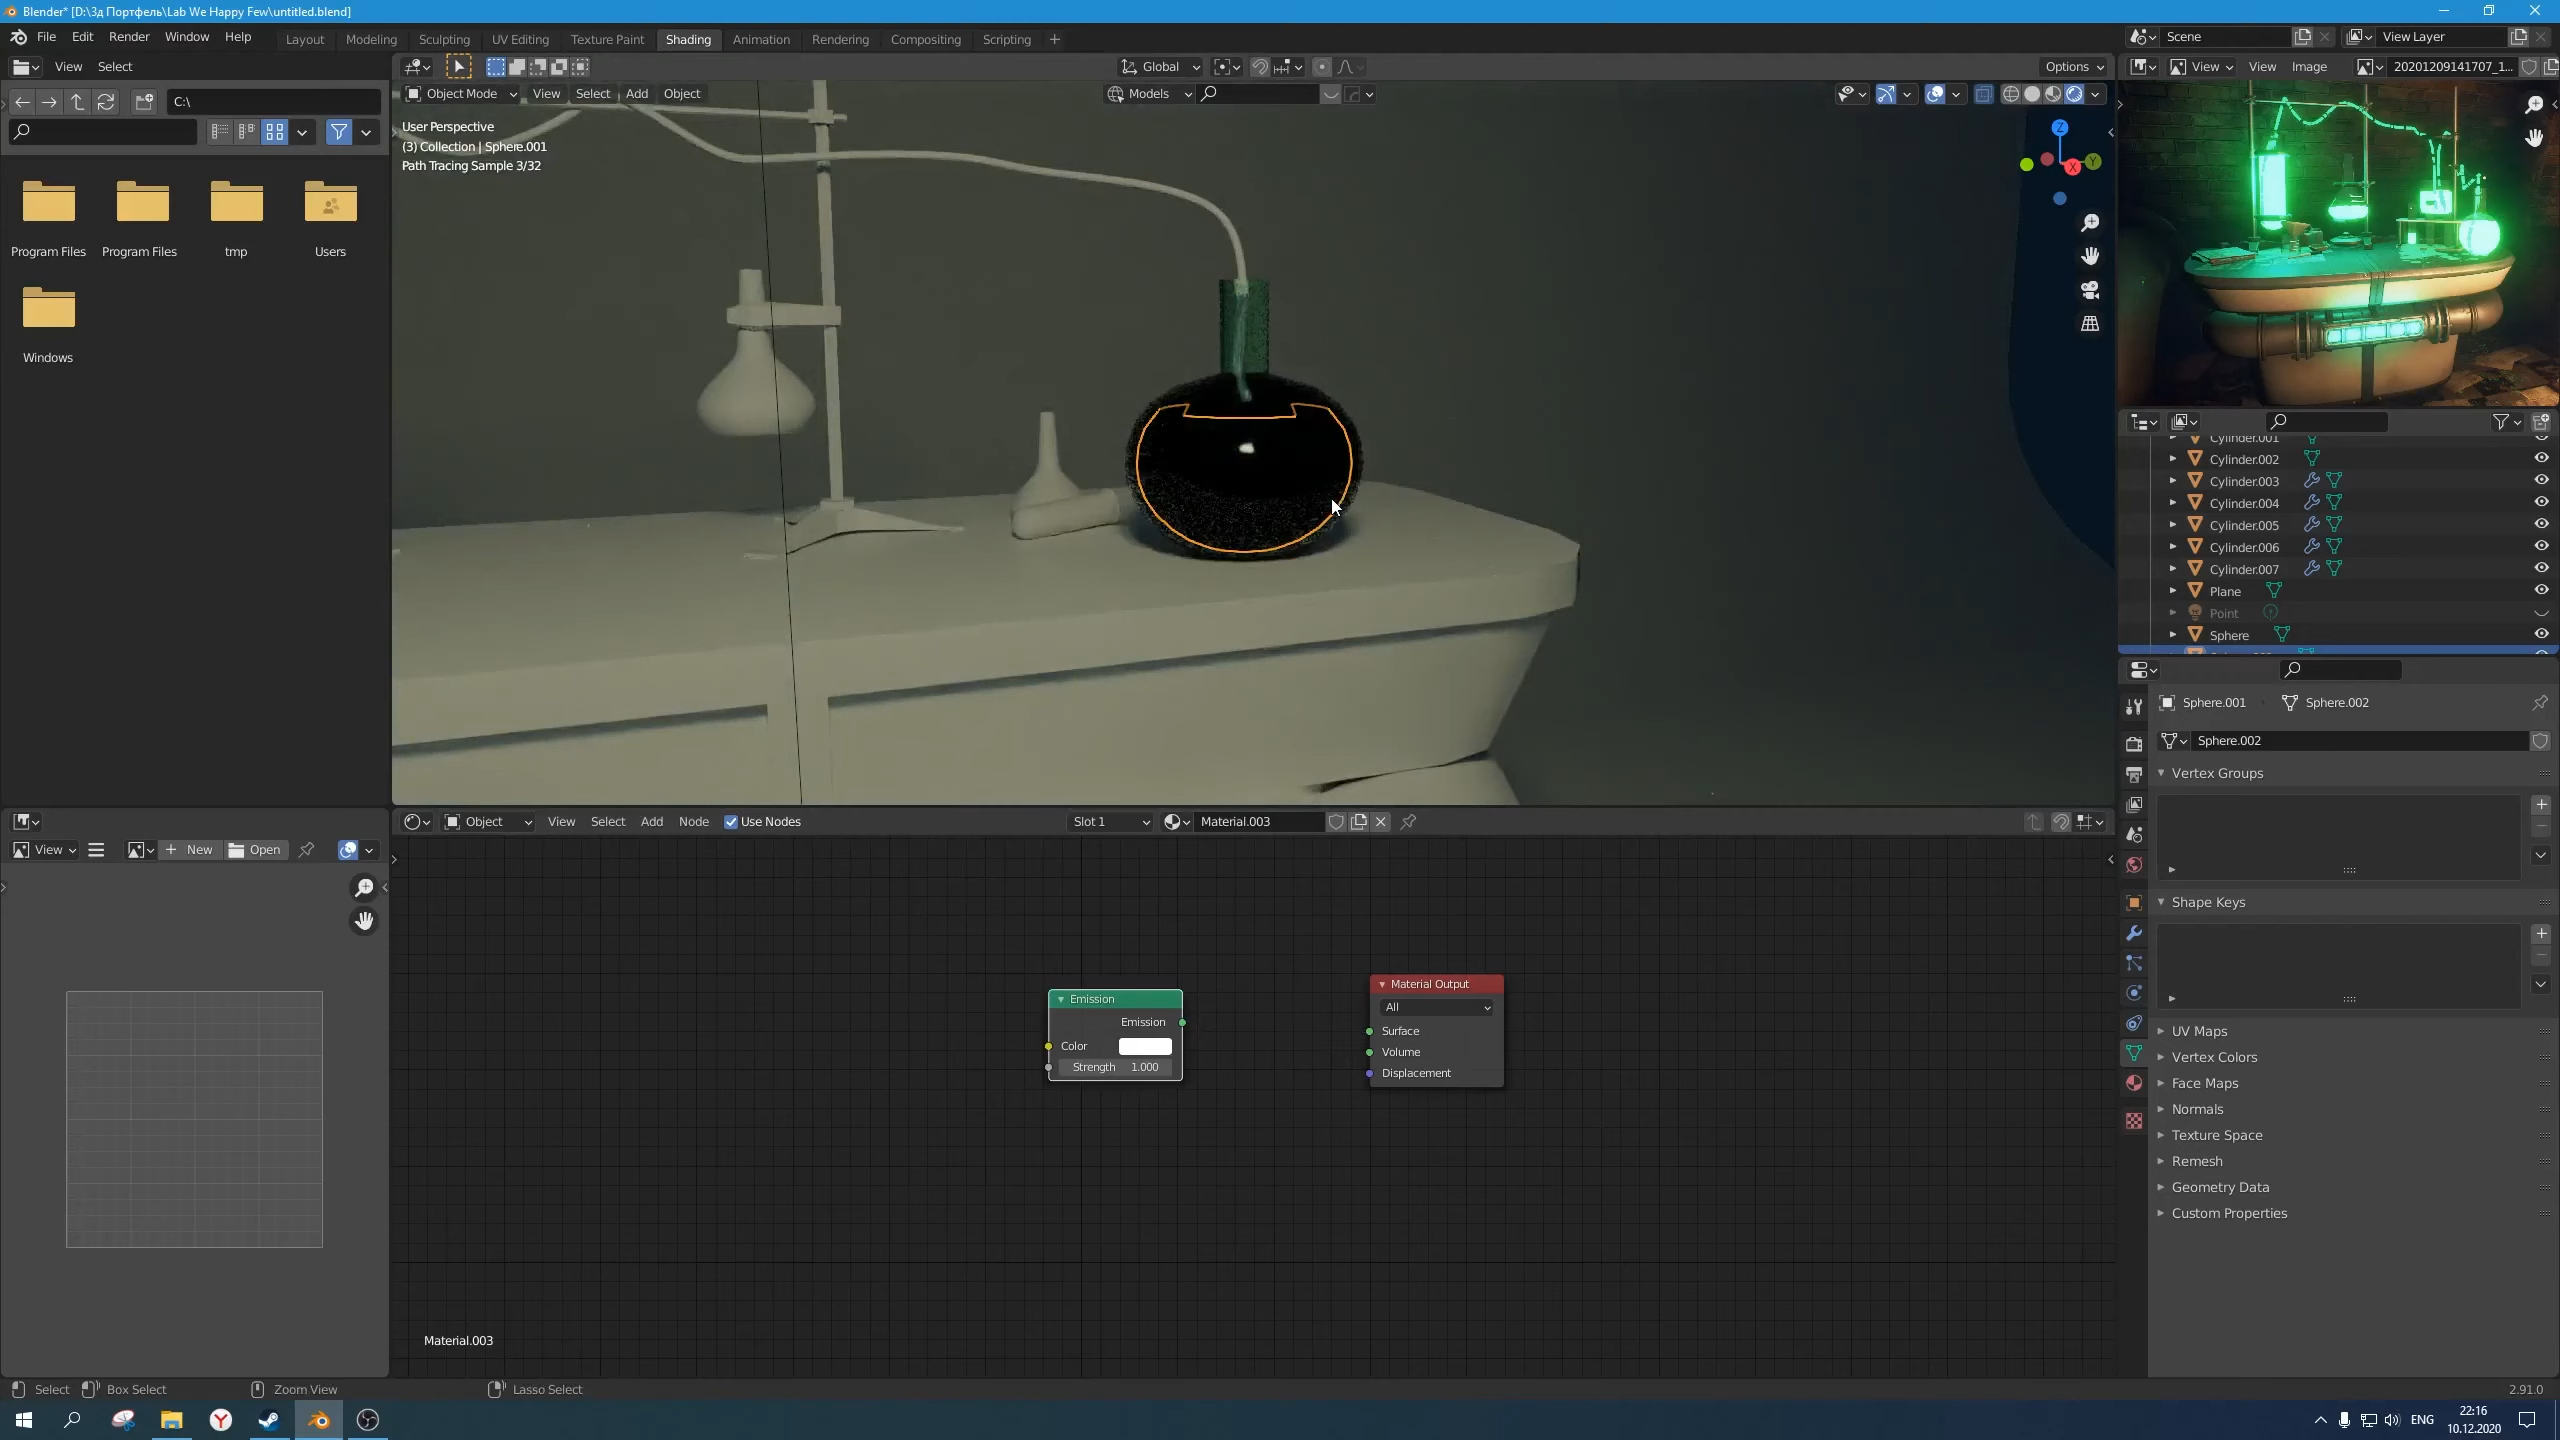 Blender* [D:\3д Портфель\Lab We Happy Few\untitled.blend]
File Edit Render Window Help Layout Modeling Sculpting UV Editing Texture Paint Shading Animation Rendering Compositing Scripting Scene View Layer
View Select Global Options View View Image 20201209141707_1...
C:\ Object Mode View Select Add Object Models
User Perspective
(3) Collection | Sphere.001
Path Tracing Sample 3/32
Z
Y
X
Program Files Program Files tmp Users
Windows
Cylinder.001
Cylinder.002
Cylinder.003
Cylinder.004
Cylinder.005
Cylinder.006
Cylinder.007
Plane
Point
Sphere
Sphere.001 Sphere.002
Sphere.002
Vertex Groups
Shape Keys
UV Maps
Vertex Colors
Face Maps
Normals
Texture Space
Remesh
Geometry Data
Custom Properties
Object View Select Add Node Use Nodes Slot 1 Material.003
View New Open
Emission
Emission
Color
Strength 1.000
Material Output
All
Surface
Volume
Displacement
Material.003
Select Box Select Zoom View Lasso Select 2.91.0
ENG
22:16
10.12.2020